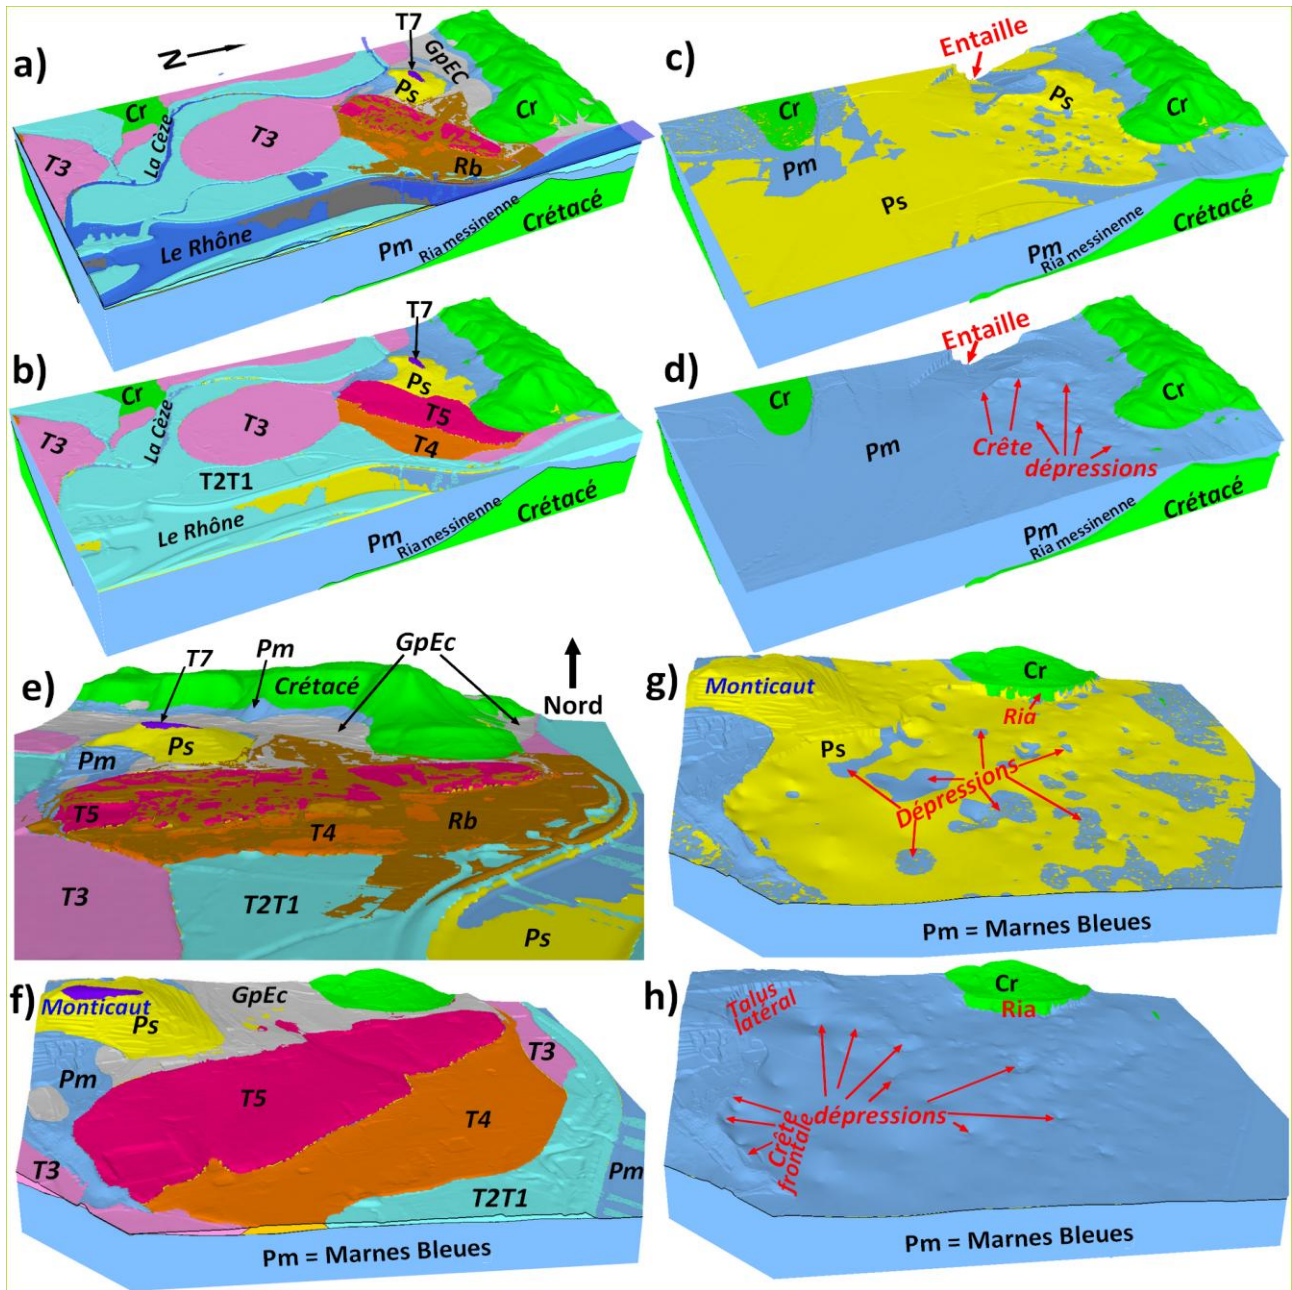 a)
N
T7
GpEC
Ps
Cr
Cr
La Cèze
T3
T3
Rb
Le Rhône
Pm
Ria messinenne
Crétacé
c)
Entaille
Cr
Ps
Cr
Pm
Ps
Pm
Ria messinenne
Crétacé
b)
T7
Cr
Ps
La Cèze
T3
T3
T5
T4
T2T1
Le Rhône
Pm
Ria messinenne
Crétacé
d)
Entaille
Cr
Cr
Pm
Crête
dépressions
Pm
Ria messinenne
Crétacé
e)
T7
Pm
GpEc
Crétacé
Nord
Ps
Pm
T5
T4
Rb
T3
T2T1
Ps
g)
Monticaut
Cr
Ria
Ps
Dépressions
Pm = Marnes Bleues
f)
Monticaut
GpEc
Ps
Pm
T3
T5
T4
T3
Pm
T2T1
Pm = Marnes Bleues
h)
Talus
latéral
Cr
Ria
dépressions
Crête
frontale
Pm = Marnes Bleues